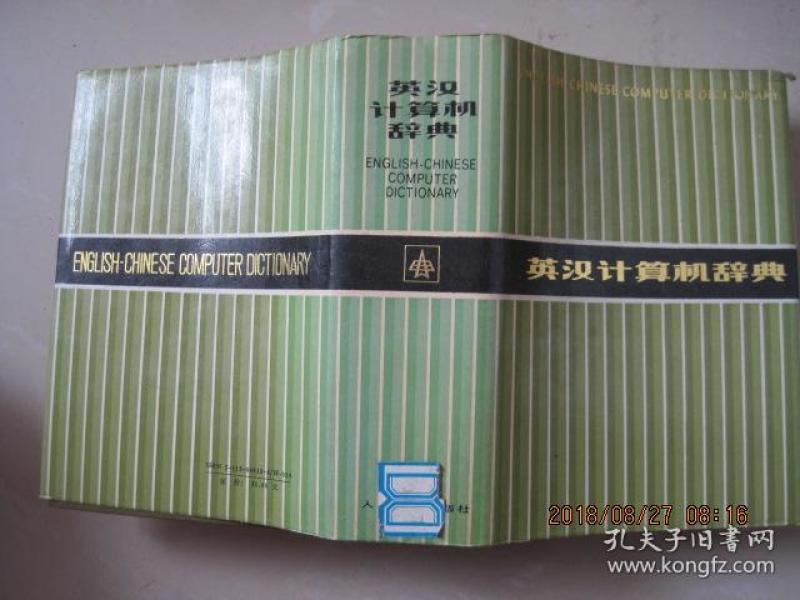 英汉
计算机
辞典
ENGLISH-CHINESE
COMPUTER
DICTIONARY
ENGLISH-CHINESE COMPUTER DICTIONARY
ENGLISH-CHINESE COMPUTER DICTIONARY
英汉计算机辞典
人
版社
2018/08/27 08:16
孔夫子旧书网
www.kongfz.com